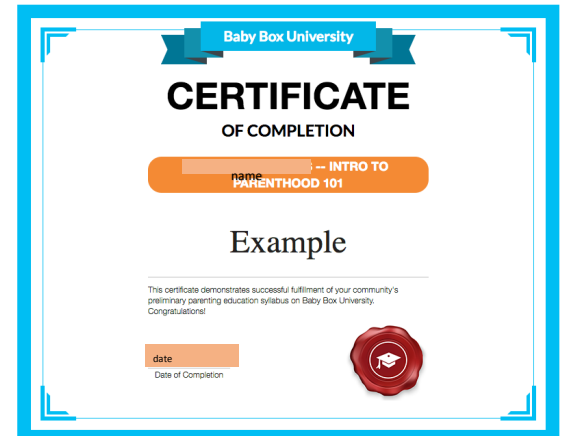 Baby Box University
CERTIFICATE
OF COMPLETION
-- INTRO TO
name
PARENTHOOD 101
Example
This certificate demonstrates successful fulfillment of your community's
preliminary parenting education syllabus on Baby Box University.
Congratulations!
date
Date of Completion